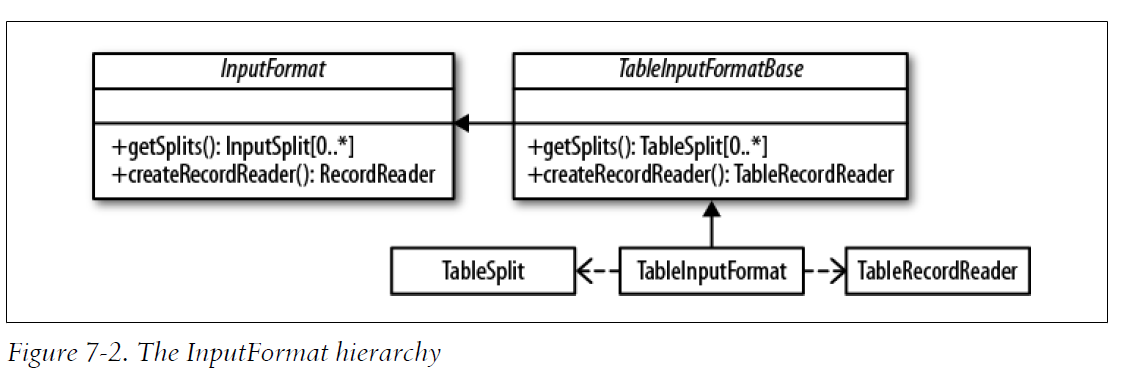 InputFormat
+getSplits(): InputSplit[0..*]
+createRecordReader(): RecordReader
TableInputFormatBase
+getSplits(): TableSplit[0..*]
+createRecordReader(): TableRecordReader
TableSplit
TableInputFormat
TableRecordReader
Figure 7-2. The InputFormat hierarchy